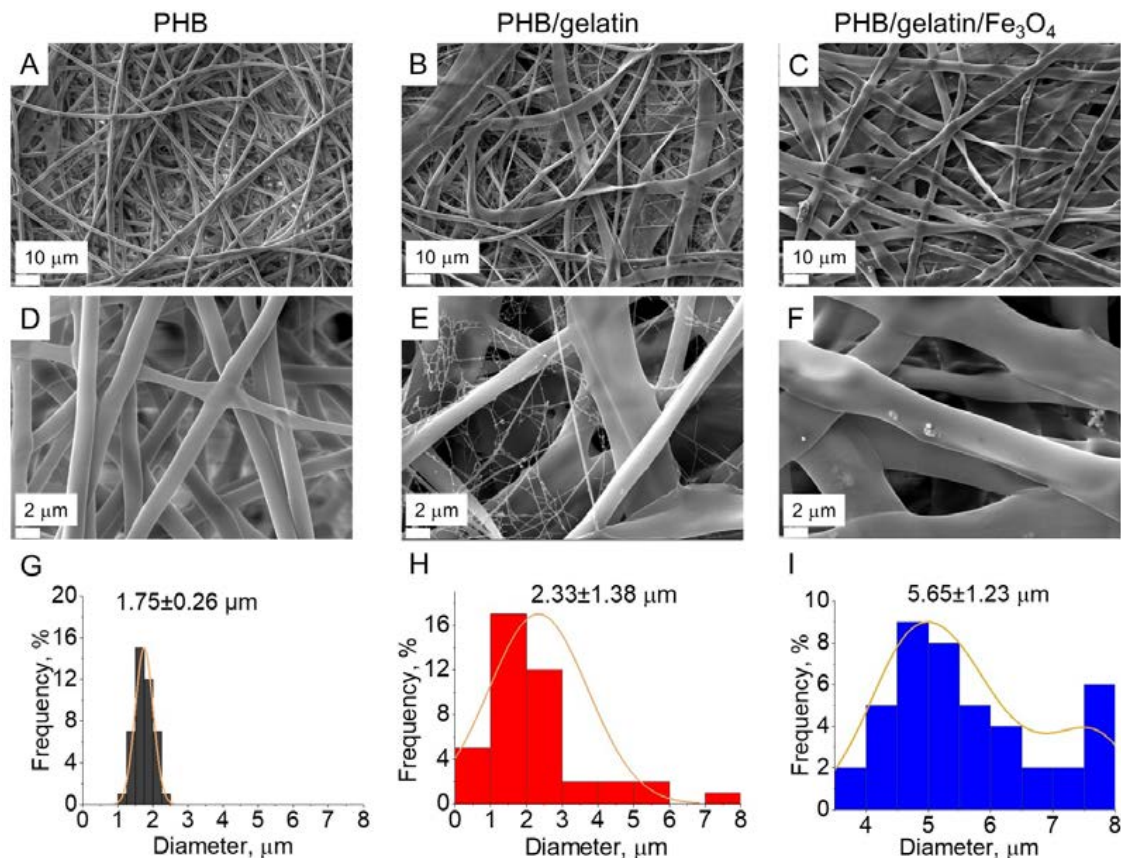 PHB PHB/gelatin PHB/gelatin/Fe₃O₄
A B C
10 μm 10 μm 10 μm
D E F
2 μm 2 μm 2 μm
G H I
1.75±0.26 μm 2.33±1.38 μm 5.65±1.23 μm
Frequency, %
20
16
12
8
4
0
0 1 2 3 4 5 6 7 8
Diameter, μm
Frequency, %
16
12
8
4
0
0 1 2 3 4 5 6 7 8
Diameter, μm
Frequency, %
10
8
6
4
2
0
4 5 6 7 8
Diameter, μm